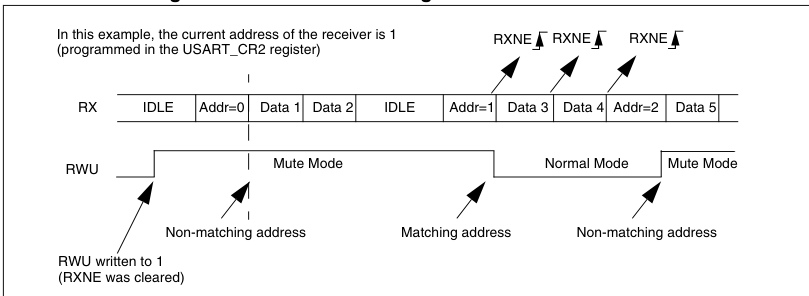 In this example, the current address of the receiver is 1
(programmed in the USART_CR2 register)
RXNE RXNE RXNE
RX IDLE Addr=0 Data 1 Data 2 IDLE Addr=1 Data 3 Data 4 Addr=2 Data 5
RWU Mute Mode Normal Mode Mute Mode
Non-matching address Matching address Non-matching address
RWU written to 1
(RXNE was cleared)